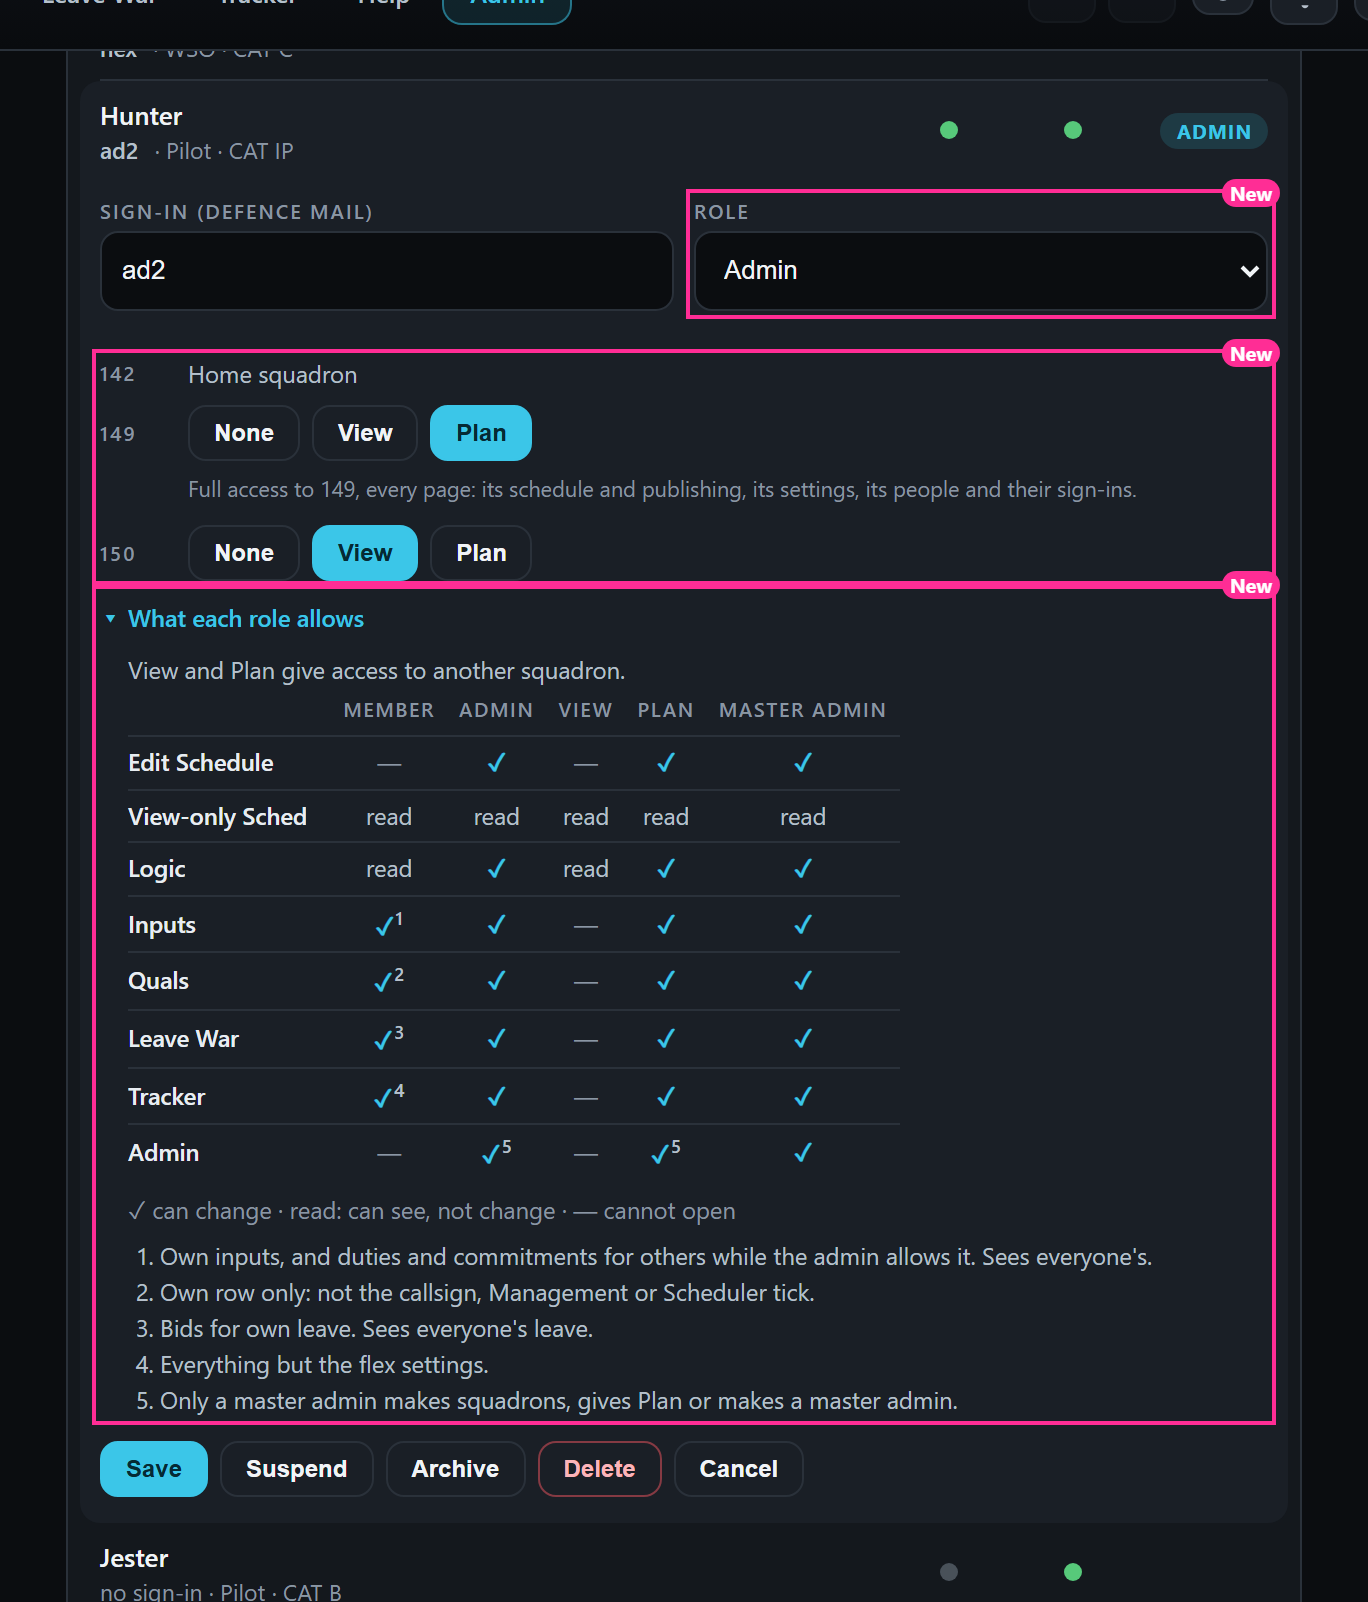 Leave War Tracker Help Admin
hex · WSO · CAT C
Hunter
ad2 · Pilot · CAT IP
ADMIN
SIGN-IN (DEFENCE MAIL)
ad2
New
ROLE
Admin
New
142 Home squadron
149 None View Plan
Full access to 149, every page: its schedule and publishing, its settings, its people and their sign-ins.
150 None View Plan
New
What each role allows
View and Plan give access to another squadron.
MEMBER ADMIN VIEW PLAN MASTER ADMIN
Edit Schedule — ✓ — ✓ ✓
View-only Sched read read read read read
Logic read ✓ read ✓ ✓
Inputs ✓1 ✓ — ✓ ✓
Quals ✓2 ✓ — ✓ ✓
Leave War ✓3 ✓ — ✓ ✓
Tracker ✓4 ✓ — ✓ ✓
Admin — ✓5 — ✓5 ✓
✓ can change · read: can see, not change · — cannot open
1. Own inputs, and duties and commitments for others while the admin allows it. Sees everyone's.
2. Own row only: not the callsign, Management or Scheduler tick.
3. Bids for own leave. Sees everyone's leave.
4. Everything but the flex settings.
5. Only a master admin makes squadrons, gives Plan or makes a master admin.
Save Suspend Archive Delete Cancel
Jester
no sign-in · Pilot · CAT B